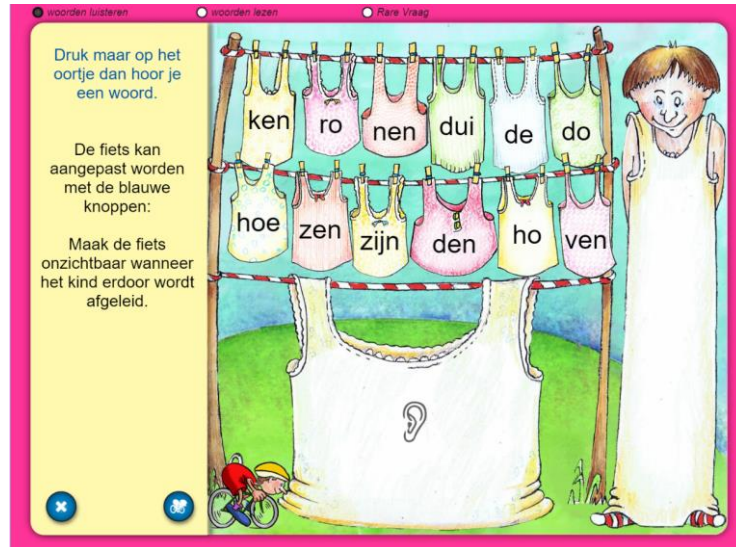 woorden luisteren woorden lezen Rare Vraag
Druk maar op het
oortje dan hoor je
een woord.
De fiets kan
aangepast worden
met de blauwe
knoppen:
Maak de fiets
onzichtbaar wanneer
het kind erdoor wordt
afgeleid.
ken ro nen dui de do
hoe zen zijn den ho ven